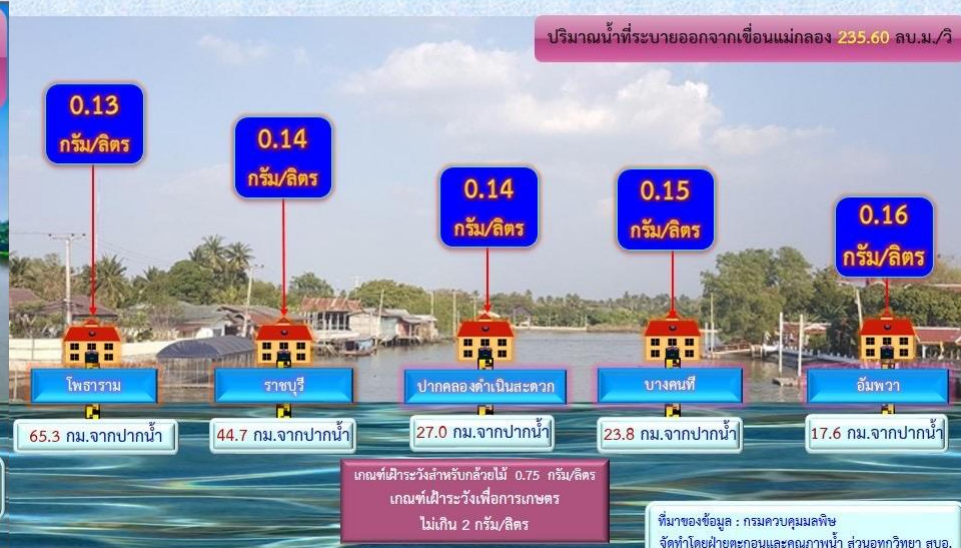 ปริมาณน้ำที่ระบายออกจากเขื่อนแม่กลอง 235.60 ลบ.ม./วิ
0.13
กรัม/ลิตร
0.14
กรัม/ลิตร
0.14
กรัม/ลิตร
0.15
กรัม/ลิตร
0.16
กรัม/ลิตร
โพธาราม
ราชบุรี
ปากคลองดำเนินสะดวก
บางคนที
อัมพวา
65.3 กม.จากปากน้ำ
44.7 กม.จากปากน้ำ
27.0 กม.จากปากน้ำ
23.8 กม.จากปากน้ำ
17.6 กม.จากปากน้ำ
เกณฑ์เฝ้าระวังสำหรับกล้วยไม้ 0.75 กรัม/ลิตร
เกณฑ์เฝ้าระวังเพื่อการเกษตร
ไม่เกิน 2 กรัม/ลิตร
ที่มาของข้อมูล : กรมควบคุมมลพิษ
จัดทำโดยฝ่ายตะกอนและคุณภาพน้ำ ส่วนอุทกวิทยา สบอ.